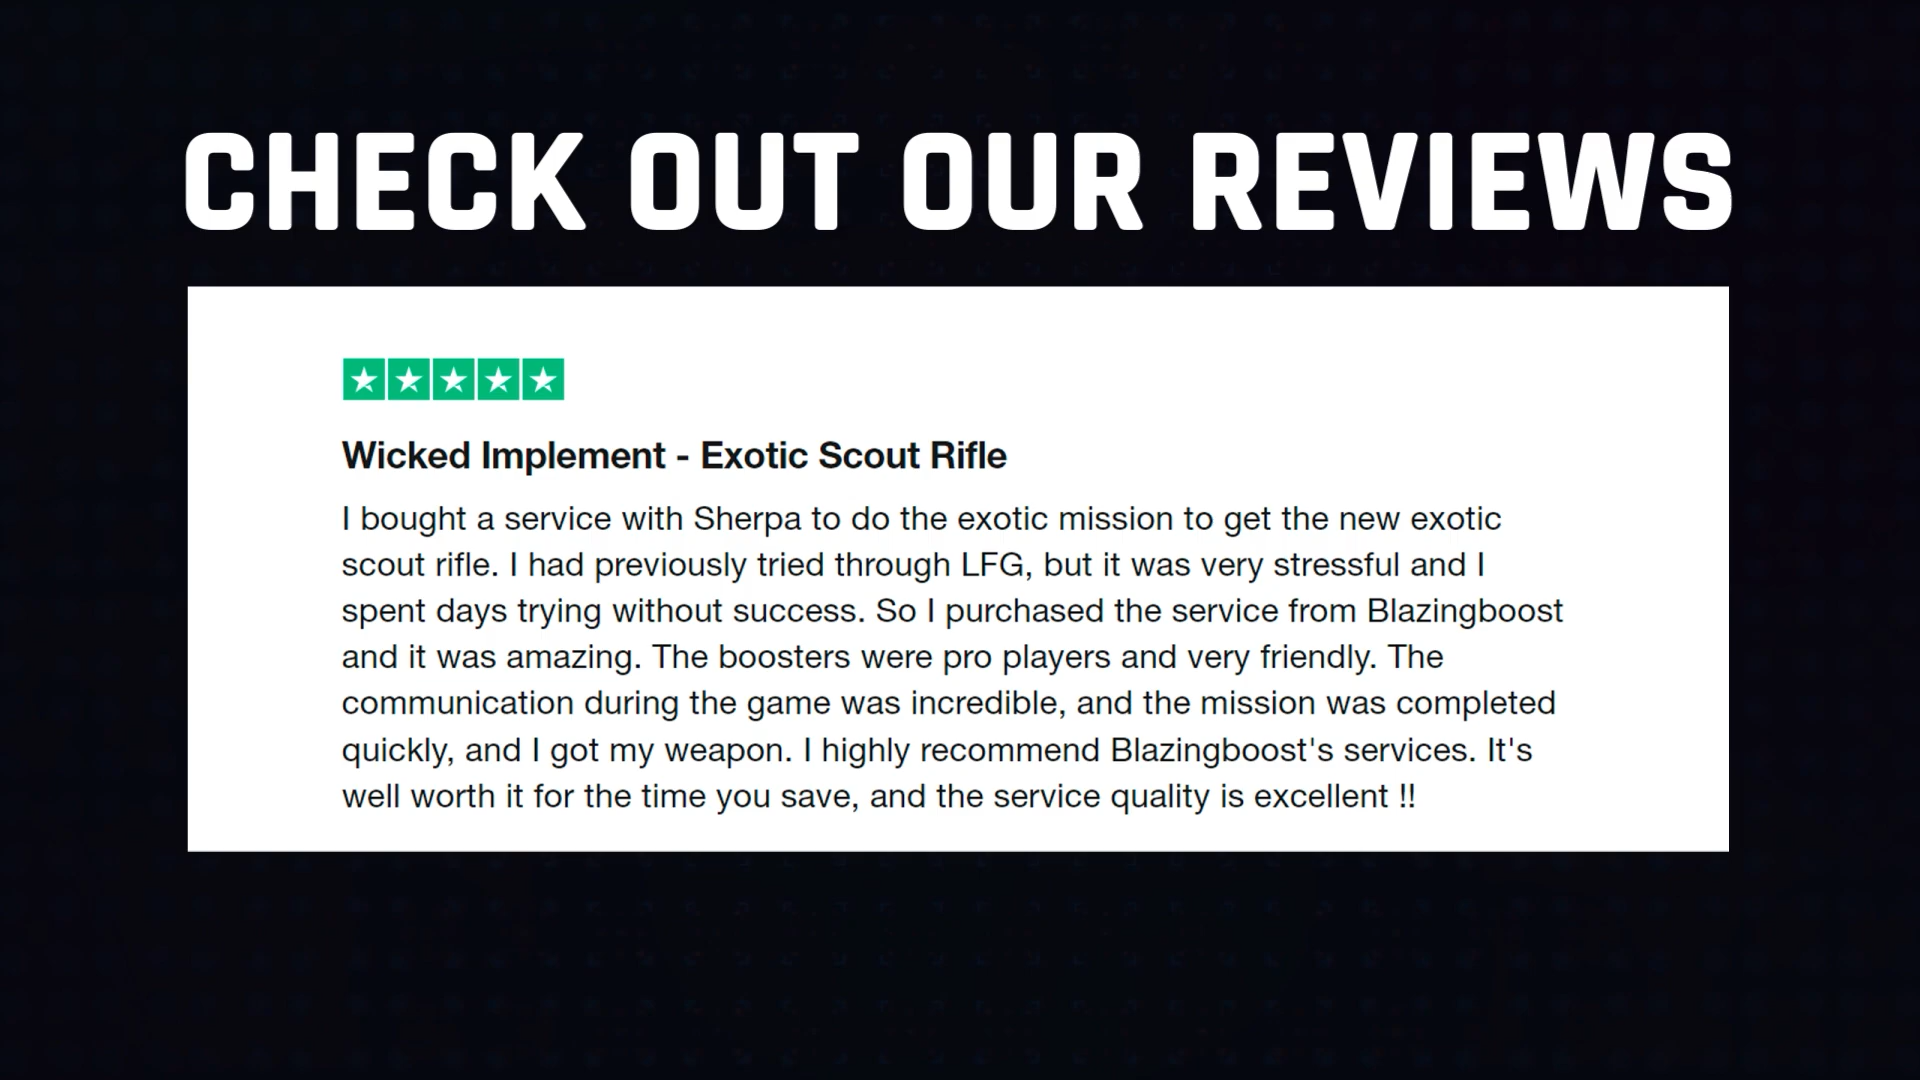 CHECK OUT OUR REVIEWS
Wicked Implement - Exotic Scout Rifle
I bought a service with Sherpa to do the exotic mission to get the new exotic
scout rifle. I had previously tried through LFG, but it was very stressful and I
spent days trying without success. So I purchased the service from Blazingboost
and it was amazing. The boosters were pro players and very friendly. The
communication during the game was incredible, and the mission was completed
quickly, and I got my weapon. I highly recommend Blazingboost's services. It's
well worth it for the time you save, and the service quality is excellent !!